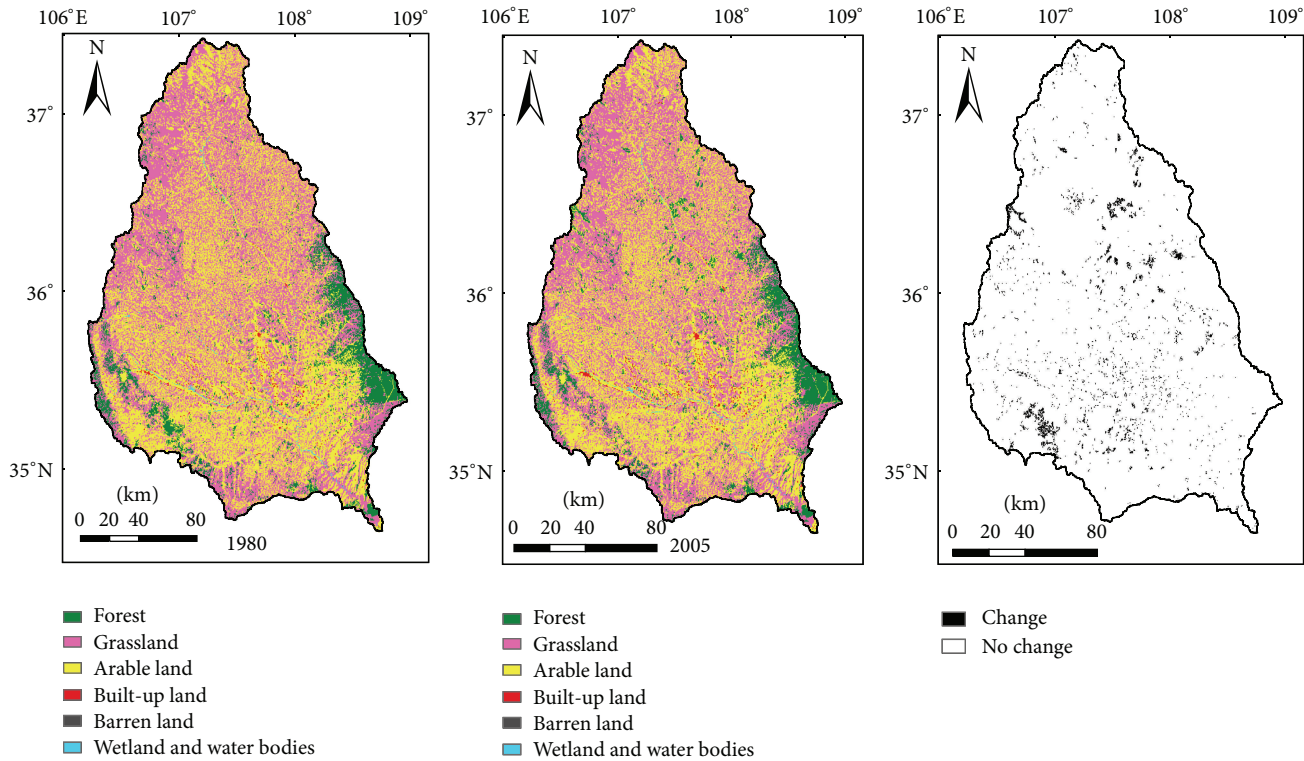 106°E 107° 108° 109°
N
37°
36°
35°N
(km)
0 20 40 80
1980
Forest
Grassland
Arable land
Built-up land
Barren land
Wetland and water bodies
106°E 107° 108° 109°
N
37°
36°
35°N
(km)
0 20 40 80
2005
Forest
Grassland
Arable land
Built-up land
Barren land
Wetland and water bodies
106°E 107° 108° 109°
N
37°
36°
35°N
(km)
0 20 40 80
Change
No change